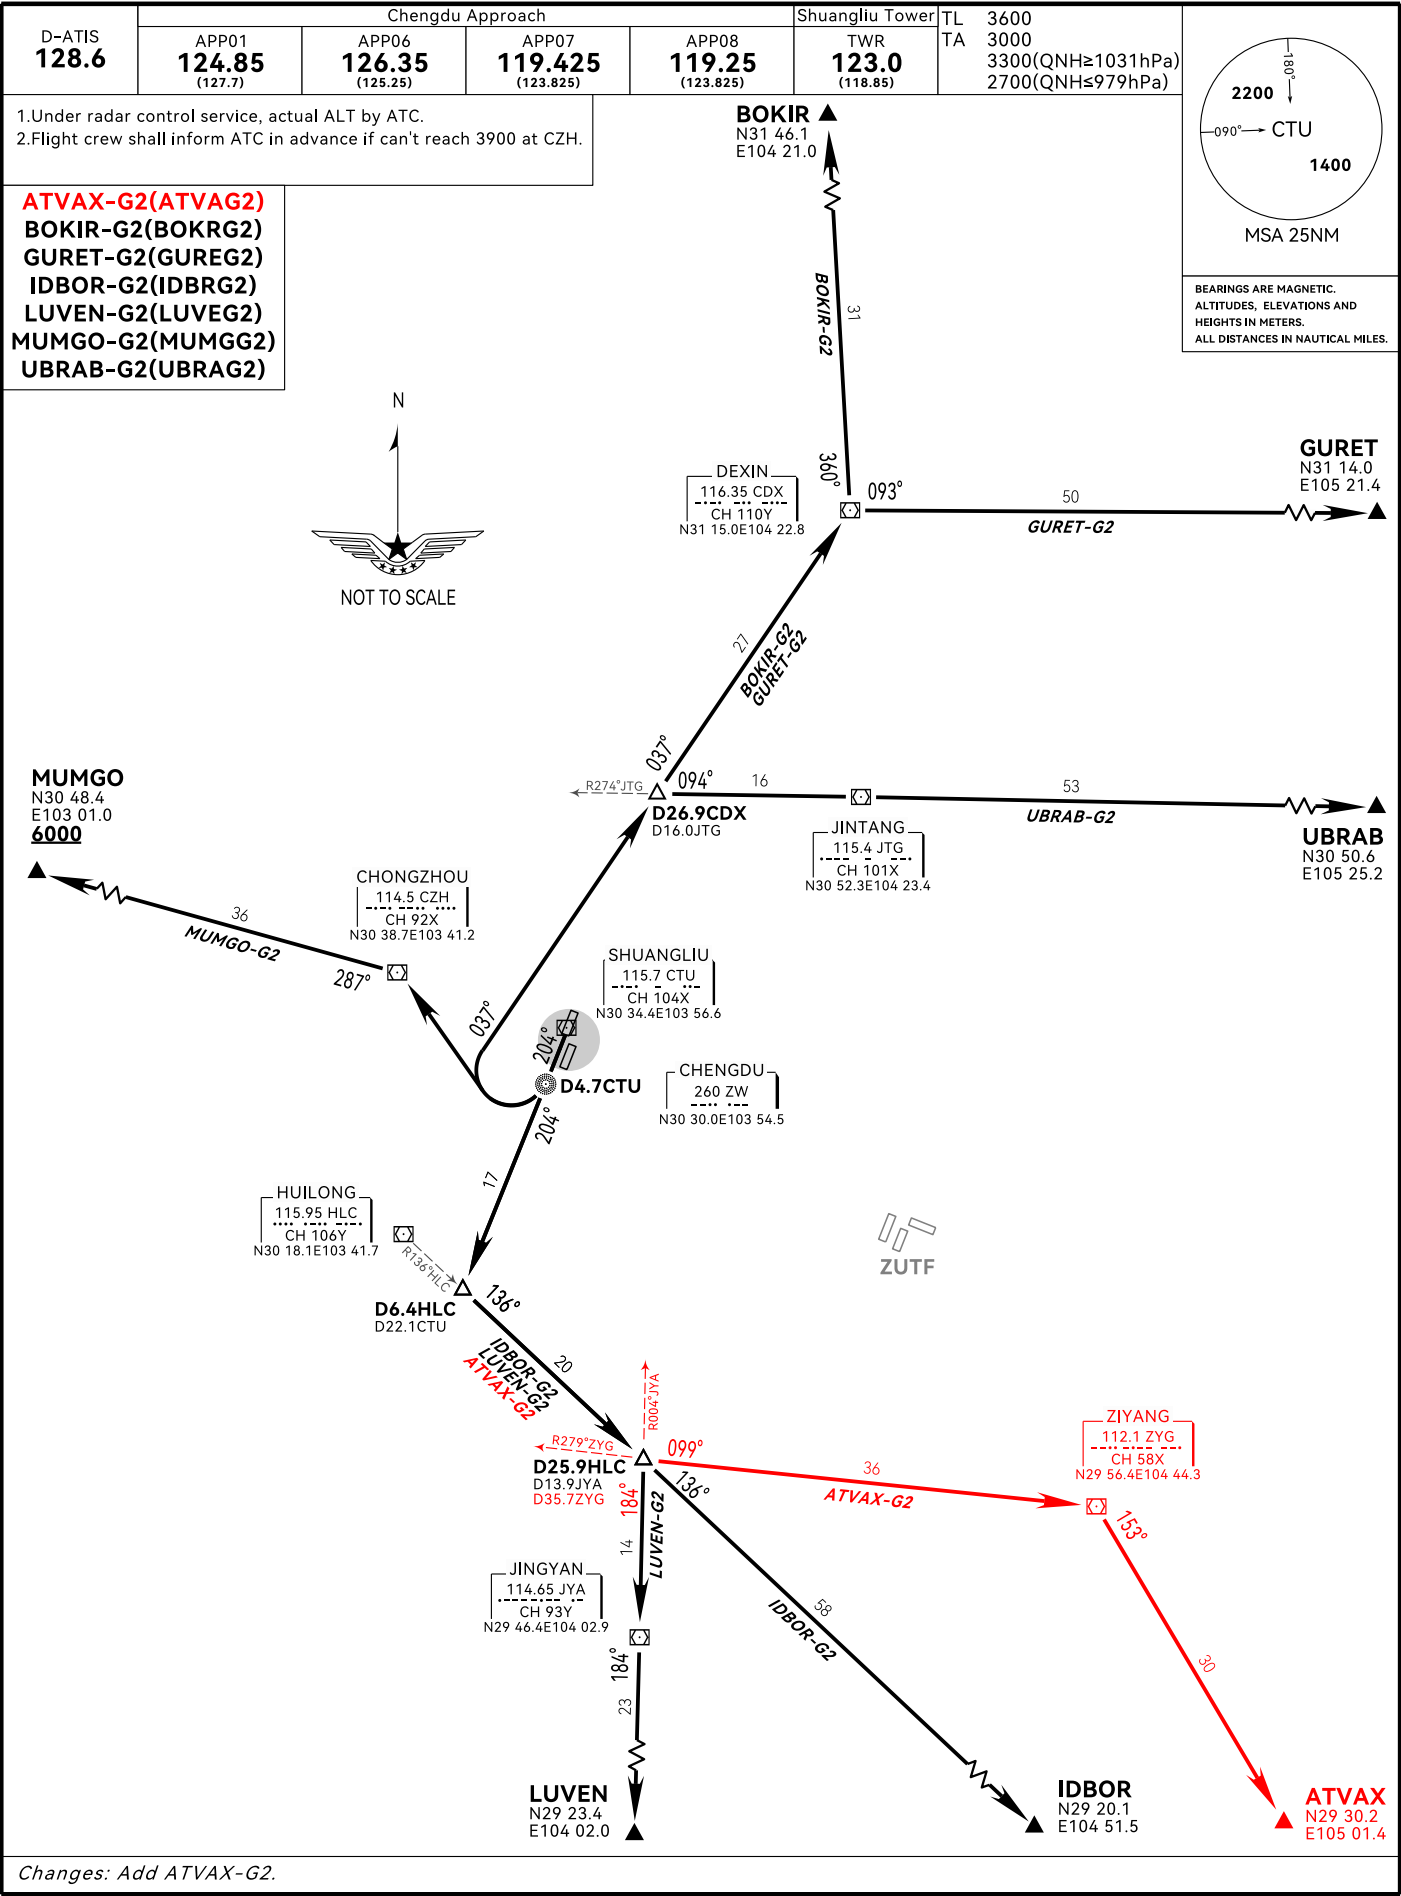 D-ATIS
128.6
Chengdu Approach
APP01
124.85
(127.7)
APP06
126.35
(125.25)
APP07
119.425
(123.825)
APP08
119.25
(123.825)
Shuangliu Tower
TWR
123.0
(118.85)
TL 3600
TA 3000
3300(QNH≥1031hPa)
2700(QNH≤979hPa)
180°
2200
090°
CTU
1400
MSA 25NM
BEARINGS ARE MAGNETIC.
ALTITUDES, ELEVATIONS AND
HEIGHTS IN METERS.
ALL DISTANCES IN NAUTICAL MILES.
1.Under radar control service, actual ALT by ATC.
2.Flight crew shall inform ATC in advance if can't reach 3900 at CZH.
ATVAX-G2(ATVAG2)
BOKIR-G2(BOKRG2)
GURET-G2(GUREG2)
IDBOR-G2(IDBRG2)
LUVEN-G2(LUVEG2)
MUMGO-G2(MUMGG2)
UBRAB-G2(UBRAG2)
BOKIR
N31 46.1
E104 21.0
BOKIR-G2
31
N
NOT TO SCALE
360°
DEXIN
116.35 CDX
CH 110Y
N31 15.0E104 22.8
093°
50
GURET-G2
GURET
N31 14.0
E105 21.4
27
BOKIR-G2
GURET-G2
037°
R274°JTG
094°
16
53
UBRAB-G2
D26.9CDX
D16.0JTG
JINTANG
115.4 JTG
CH 101X
N30 52.3E104 23.4
UBRAB
N30 50.6
E105 25.2
MUMGO
N30 48.4
E103 01.0
6000
36
MUMGO-G2
287°
CHONGZHOU
114.5 CZH
CH 92X
N30 38.7E103 41.2
037°
SHUANGLIU
115.7 CTU
CH 104X
N30 34.4E103 56.6
204°
D4.7CTU
204°
CHENGDU
260 ZW
N30 30.0E103 54.5
17
HUILONG
115.95 HLC
CH 106Y
N30 18.1E103 41.7
R136°HLC
D6.4HLC
D22.1CTU
136°
ZUTF
20
IDBOR-G2
LUVEN-G2
ATVAX-G2
R004°JYA
R279°ZYG
D25.9HLC
D13.9JYA
D35.7ZYG
099°
36
ATVAX-G2
ZIYANG
112.1 ZYG
CH 58X
N29 56.4E104 44.3
153°
136°
184°
14
LUVEN-G2
58
IDBOR-G2
JINGYAN
114.65 JYA
CH 93Y
N29 46.4E104 02.9
184°
23
30
LUVEN
N29 23.4
E104 02.0
IDBOR
N29 20.1
E104 51.5
ATVAX
N29 30.2
E105 01.4
Changes: Add ATVAX-G2.